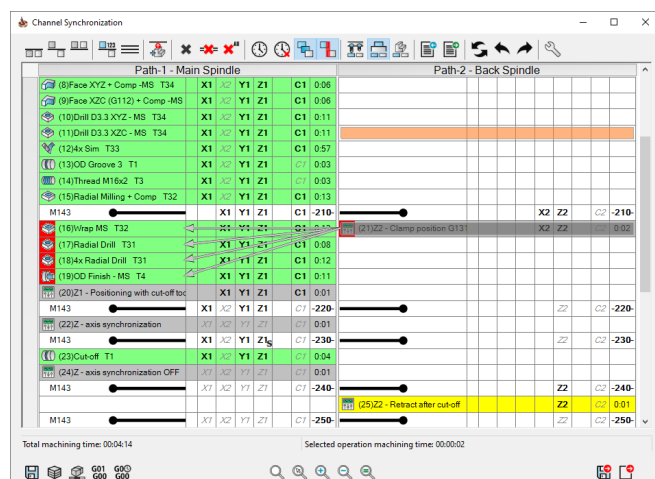 Channel Synchronization
123
Path-1 - Main Spindle Path-2 - Back Spindle
(8)Face XYZ + Comp -MS T34 X1 X2 Y1 Z1 C1 0:06
(9)Face XZC (G112) + Comp -MS X1 X2 Y1 Z1 C1 0:06
(10)Drill D3.3 XYZ - MS T34 X1 X2 Y1 Z1 C1 0:11
(11)Drill D3.3 XZC - MS T34 X1 X2 Y1 Z1 C1 0:11
(12)4x Sim T33 X1 X2 Y1 Z1 C1 0:57
(13)OD Groove 3 T1 X1 X2 Y1 Z1 C1 0:03
(14)Thread M16x2 T3 X1 X2 Y1 Z1 C1 0:03
(15)Radial Milling + Comp T32 X1 X2 Y1 Z1 C1 0:13
M143 X1 Y1 Z1 C1 -210- X2 Z2 C2 -210-
(16)Wrap MS T32 X1 Y1 Z1 C1 (21)Z2 - Clamp position G131 X2 Z2 C2 0:02
(17)Radial Drill T31 X1 Y1 Z1 C1 0:08
(18)4x Radial Drill T31 X1 Y1 Z1 C1 0:12
(19)OD Finish - MS T4 X1 Y1 Z1 C1 0:11
(20)Z1 - Positioning with cut-off too X1 Y1 Z1 C1 0:01
M143 X1 X2 Y1 Z1 C1 -220- Z2 C2 -220-
(22)Z - axis synchronization X1 X2 Y1 Z1 C1 0:01
M143 X1 X2 Y1 Z1s C1 -230- Z2 C2 -230-
(23)Cut-off T1 X1 X2 Y1 Z1 C1 0:04
(24)Z - axis synchronization OFF X1 X2 Y1 Z1 C1 0:01
M143 X1 X2 Y1 Z1 C1 -240- Z2 C2 -240-
(25)Z2 - Retract after cut-off Z2 C2 0:01
M143 X1 X2 Y1 Z1 C1 -250- Z2 C2 -250-
Total machining time: 00:04:14 Selected operation machining time: 00:00:02
G01 G00
G00 G00